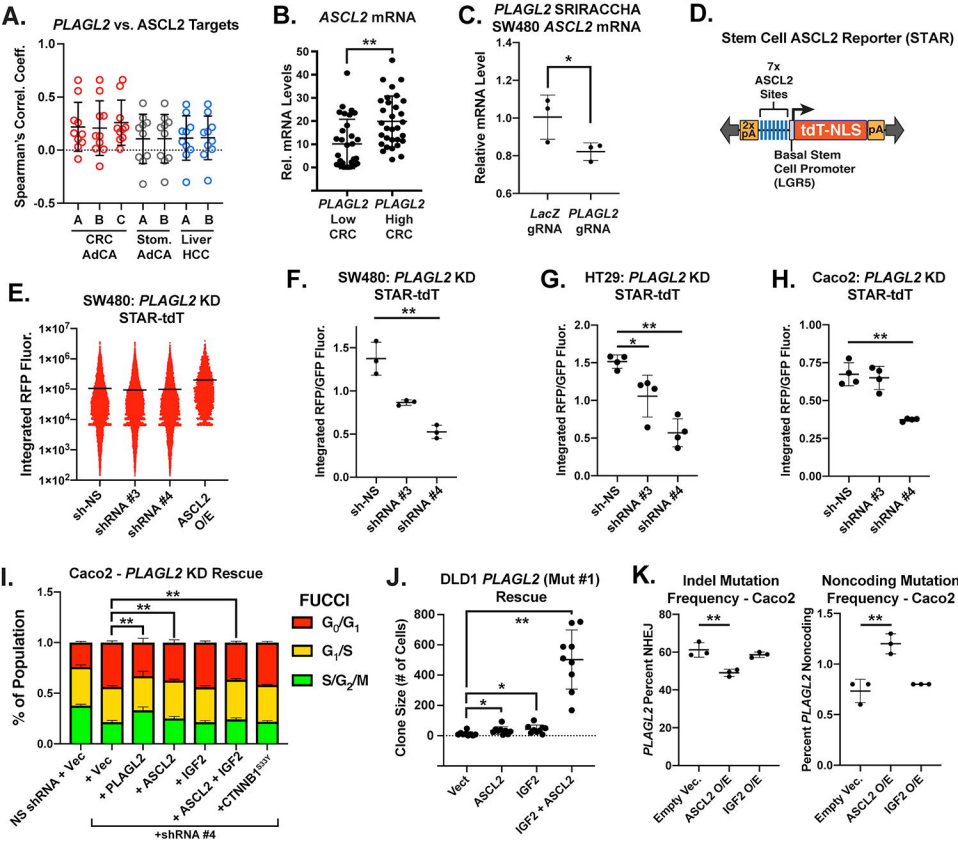 A.
PLAGL2 vs. ASCL2 Targets
Spearman's Correl. Coeff.
1.0
0.5
0.0
-0.5
A B C A B A B
CRC Stom. Liver
AdCA AdCA HCC
B.
ASCL2 mRNA
Rel. mRNA Levels
**
50
40
30
20
10
0
PLAGL2 PLAGL2
Low High
CRC CRC
C.
PLAGL2 SRIRACCHA
SW480 ASCL2 mRNA
Relative mRNA Level
*
1.4
1.2
1.0
0.8
0.6
LacZ PLAGL2
gRNA gRNA
D.
Stem Cell ASCL2 Reporter (STAR)
7x
ASCL2
Sites
2x
pA
tdT-NLS
pA
Basal Stem
Cell Promoter
(LGR5)
E.
SW480: PLAGL2 KD
STAR-tdT
Integrated RFP Fluor.
1×10⁷
1×10⁶
1×10⁵
1×10⁴
1×10³
1×10²
sh-NS
shRNA #3
shRNA #4
ASCL2
O/E
F.
SW480: PLAGL2 KD
STAR-tdT
Integrated RFP/GFP Fluor.
**
1.5
1.0
0.5
0.0
sh-NS
shRNA #3
shRNA #4
G.
HT29: PLAGL2 KD
STAR-tdT
Integrated RFP/GFP Fluor.
**
*
2.0
1.5
1.0
0.5
0.0
sh-NS
shRNA #3
shRNA #4
H.
Caco2: PLAGL2 KD
STAR-tdT
Integrated RFP/GFP Fluor.
**
1.00
0.75
0.50
0.25
0.00
sh-NS
shRNA #3
shRNA #4
I.
Caco2 - PLAGL2 KD Rescue
% of Population
**
**
**
1.0
0.5
0.0
NS shRNA + Vec
+ Vec
+ PLAGL2
+ ASCL2
+ IGF2
+ ASCL2 + IGF2
+CTNNB1S33Y
+shRNA #4
FUCCI
G0/G1
G1/S
S/G2/M
J.
DLD1 PLAGL2 (Mut #1)
Rescue
Clone Size (# of Cells)
**
*
*
800
600
400
200
0
Vect
ASCL2
IGF2
IGF2 + ASCL2
K.
Indel Mutation
Frequency - Caco2
PLAGL2 Percent NHEJ
**
80
70
60
50
40
30
Empty Vec.
ASCL2 O/E
IGF2 O/E
Noncoding Mutation
Frequency - Caco2
Percent PLAGL2 Noncoding
**
1.5
1.0
0.5
0.0
Empty Vec.
ASCL2 O/E
IGF2 O/E